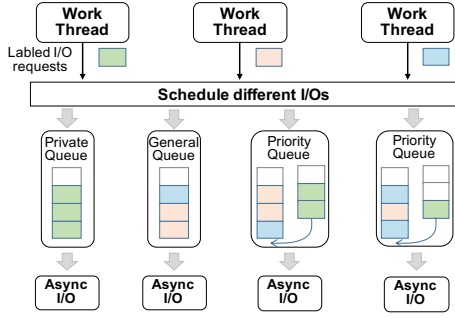 Work
Thread
Work
Thread
Work
Thread
Labled I/O
requests
Schedule different I/Os
Private
Queue
General
Queue
Priority
Queue
Priority
Queue
Async
I/O
Async
I/O
Async
I/O
Async
I/O